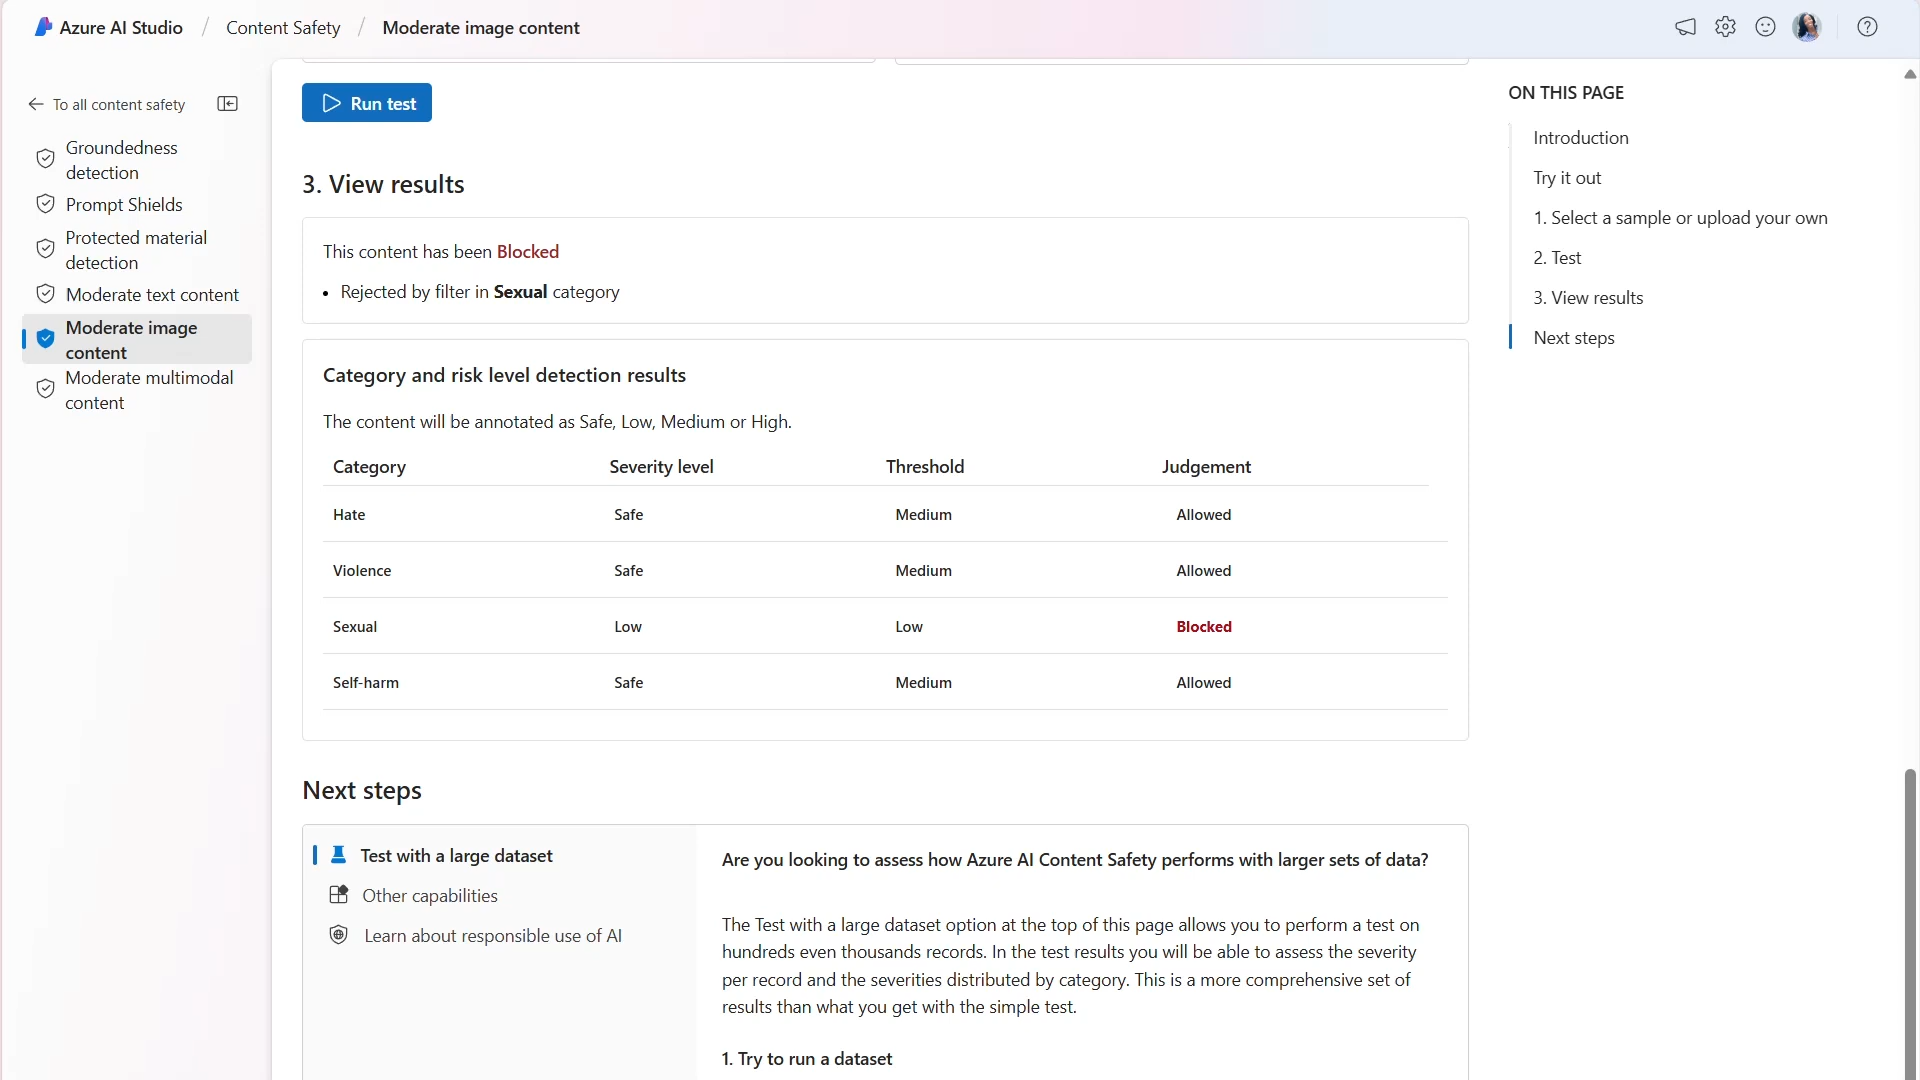 Azure AI Studio / Content Safety / Moderate image content
To all content safety
Groundedness
detection
Prompt Shields
Protected material
detection
Moderate text content
Moderate image
content
Moderate multimodal
content
Run test
3. View results
This content has been Blocked
• Rejected by filter in Sexual category
Category and risk level detection results
The content will be annotated as Safe, Low, Medium or High.
Category Severity level Threshold Judgement
Hate Safe Medium Allowed
Violence Safe Medium Allowed
Sexual Low Low Blocked
Self-harm Safe Medium Allowed
Next steps
Test with a large dataset
Other capabilities
Learn about responsible use of AI
Are you looking to assess how Azure AI Content Safety performs with larger sets of data?
The Test with a large dataset option at the top of this page allows you to perform a test on
hundreds even thousands records. In the test results you will be able to assess the severity
per record and the severities distributed by category. This is a more comprehensive set of
results than what you get with the simple test.
1. Try to run a dataset
ON THIS PAGE
Introduction
Try it out
1. Select a sample or upload your own
2. Test
3. View results
Next steps